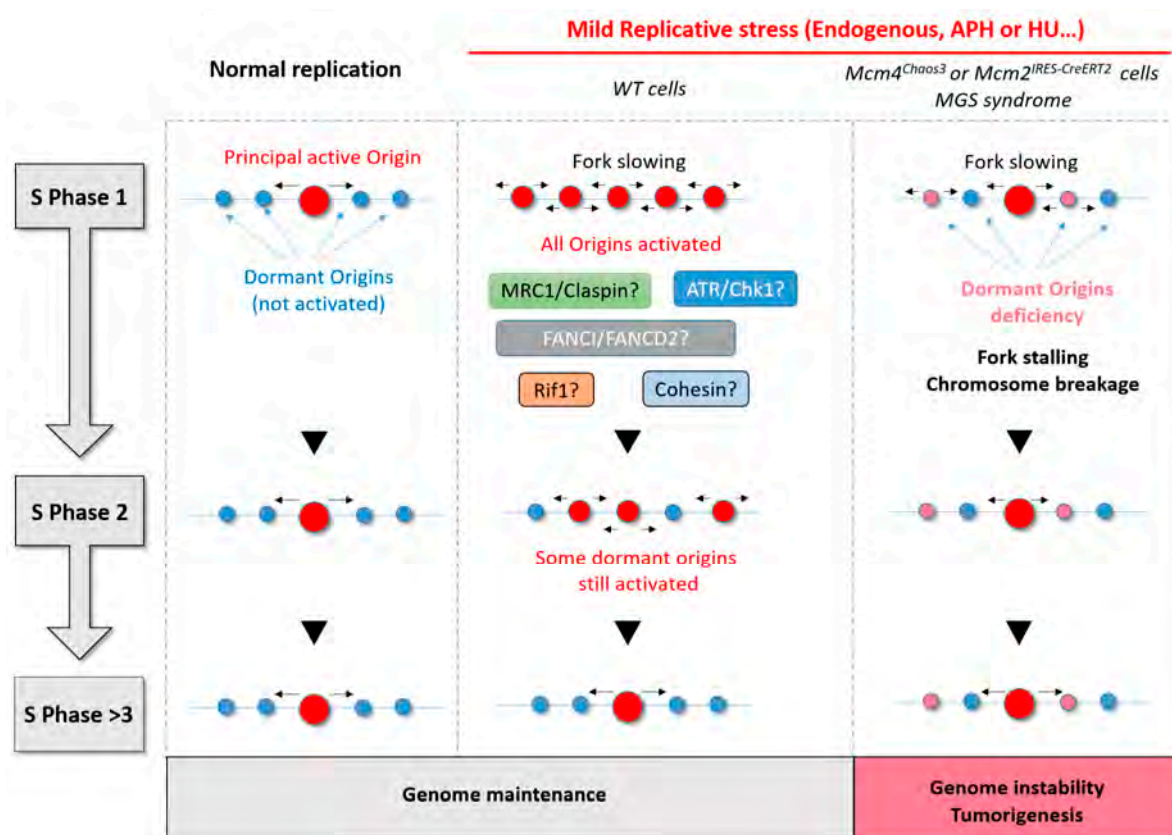 Mild Replicative stress (Endogenous, APH or HU…)
Normal replication
WT cells
Mcm4Chaos3 or Mcm2IRES-CreERT2 cells
MGS syndrome
S Phase 1
Principal active Origin
Dormant Origins
(not activated)
Fork slowing
All Origins activated
MRC1/Claspin?
ATR/Chk1?
FANCI/FANCD2?
Rif1?
Cohesin?
Fork slowing
Dormant Origins
deficiency
Fork stalling
Chromosome breakage
S Phase 2
Some dormant origins
still activated
S Phase >3
Genome maintenance
Genome instability
Tumorigenesis